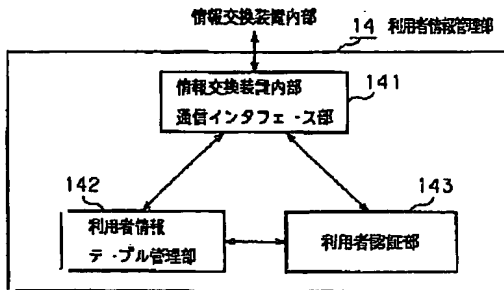 情報交換装置内部
14 利用者情報管理部
情報交換装置内部
通信インタフェース部
141
142
143
利用者情報
テーブル管理部
利用者認証部